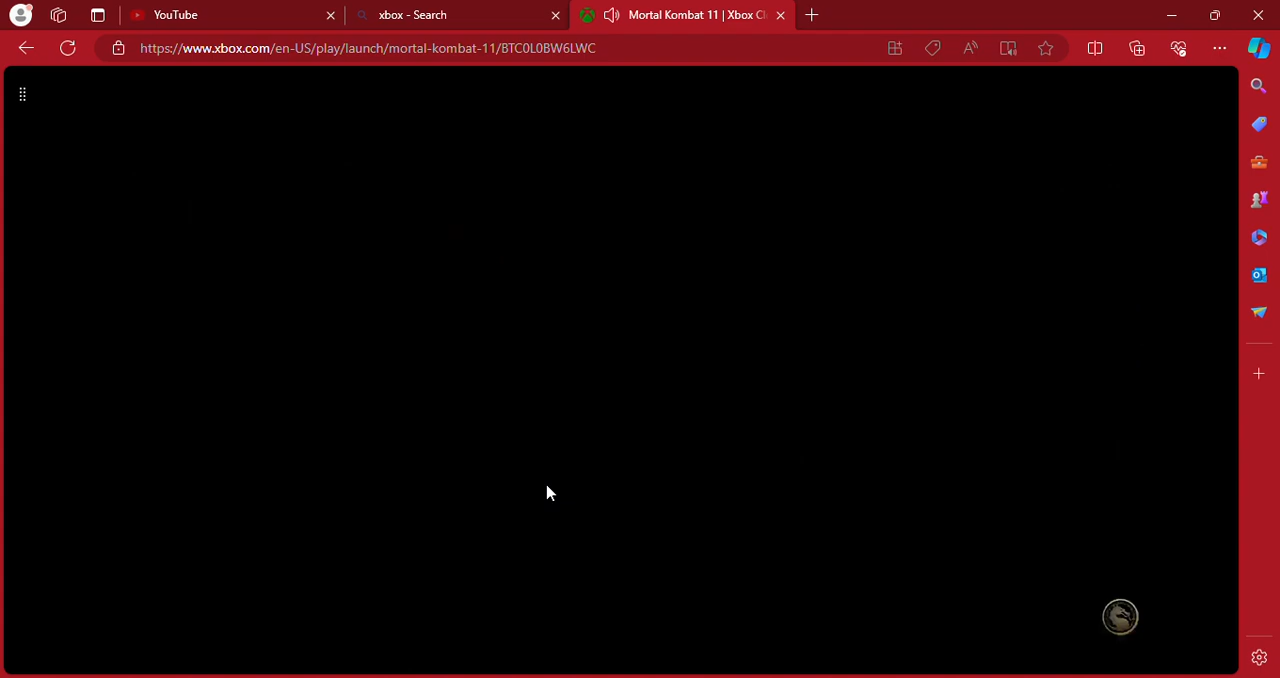 YouTube
xbox - Search
Mortal Kombat 11 | Xbox Cl
https://www.xbox.com/en-US/play/launch/mortal-kombat-11/BTC0L0BW6LWC